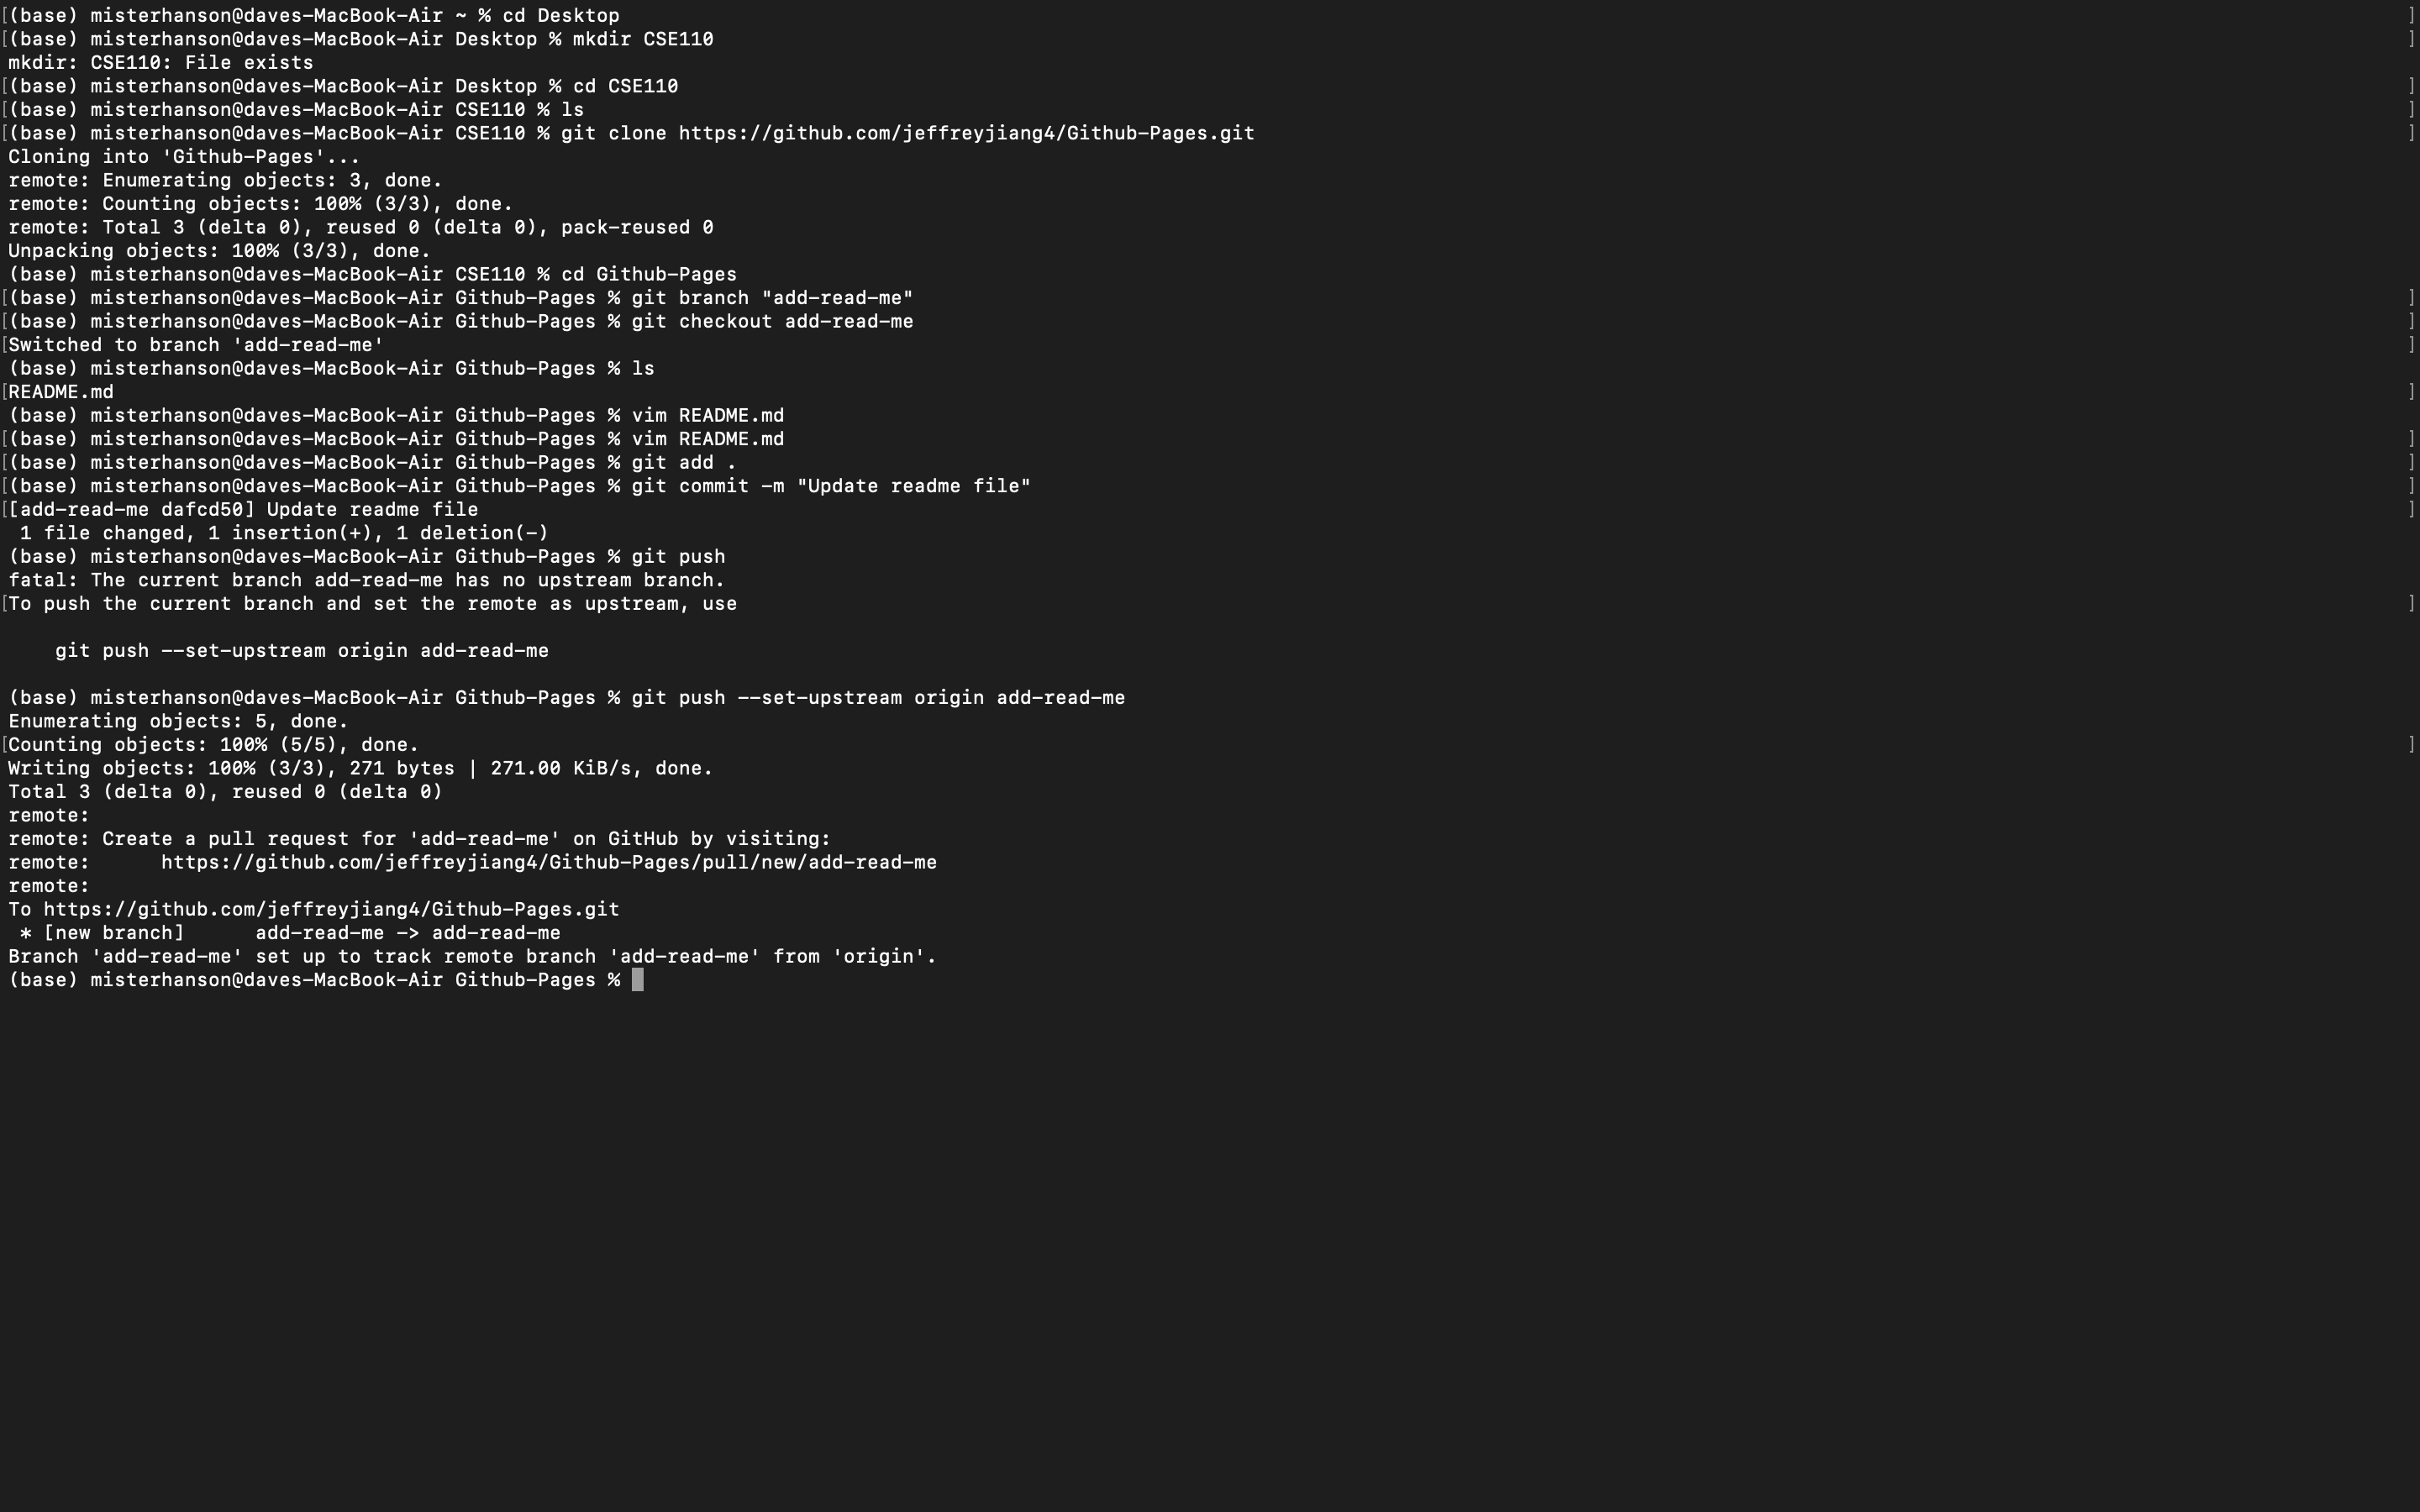 [(base) misterhanson@daves-MacBook-Air ~ % cd Desktop ]
[(base) misterhanson@daves-MacBook-Air Desktop % mkdir CSE110 ]
mkdir: CSE110: File exists
[(base) misterhanson@daves-MacBook-Air Desktop % cd CSE110 ]
[(base) misterhanson@daves-MacBook-Air CSE110 % ls ]
[(base) misterhanson@daves-MacBook-Air CSE110 % git clone https://github.com/jeffreyjiang4/Github-Pages.git ]
Cloning into 'Github-Pages'...
remote: Enumerating objects: 3, done.
remote: Counting objects: 100% (3/3), done.
remote: Total 3 (delta 0), reused 0 (delta 0), pack-reused 0
Unpacking objects: 100% (3/3), done.
(base) misterhanson@daves-MacBook-Air CSE110 % cd Github-Pages
[(base) misterhanson@daves-MacBook-Air Github-Pages % git branch "add-read-me" ]
[(base) misterhanson@daves-MacBook-Air Github-Pages % git checkout add-read-me ]
[Switched to branch 'add-read-me' ]
(base) misterhanson@daves-MacBook-Air Github-Pages % ls
[README.md ]
(base) misterhanson@daves-MacBook-Air Github-Pages % vim README.md
[(base) misterhanson@daves-MacBook-Air Github-Pages % vim README.md ]
[(base) misterhanson@daves-MacBook-Air Github-Pages % git add . ]
[(base) misterhanson@daves-MacBook-Air Github-Pages % git commit -m "Update readme file" ]
[[add-read-me dafcd50] Update readme file ]
 1 file changed, 1 insertion(+), 1 deletion(-)
(base) misterhanson@daves-MacBook-Air Github-Pages % git push
fatal: The current branch add-read-me has no upstream branch.
[To push the current branch and set the remote as upstream, use ]
    git push --set-upstream origin add-read-me
(base) misterhanson@daves-MacBook-Air Github-Pages % git push --set-upstream origin add-read-me
Enumerating objects: 5, done.
[Counting objects: 100% (5/5), done. ]
Writing objects: 100% (3/3), 271 bytes | 271.00 KiB/s, done.
Total 3 (delta 0), reused 0 (delta 0)
remote:
remote: Create a pull request for 'add-read-me' on GitHub by visiting:
remote:      https://github.com/jeffreyjiang4/Github-Pages/pull/new/add-read-me
remote:
To https://github.com/jeffreyjiang4/Github-Pages.git
 * [new branch]      add-read-me -> add-read-me
Branch 'add-read-me' set up to track remote branch 'add-read-me' from 'origin'.
(base) misterhanson@daves-MacBook-Air Github-Pages %